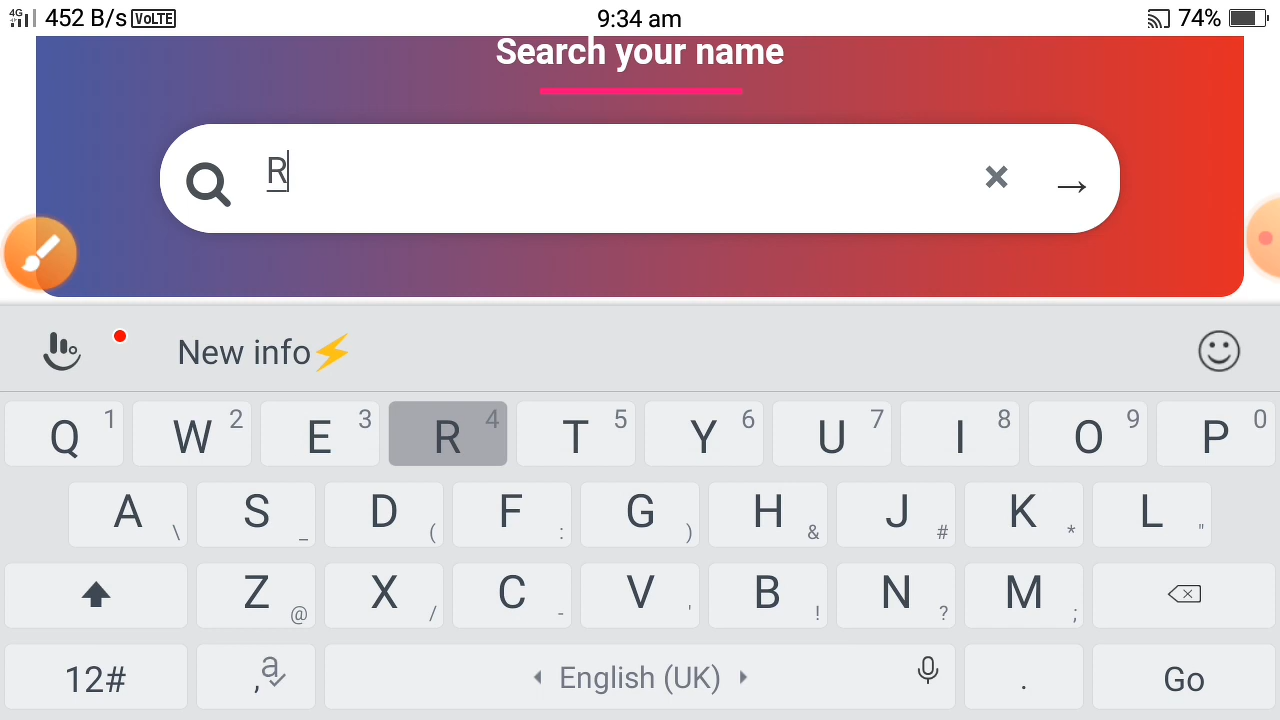 4G 452 B/s VoLTE 9:34 am 74%
Search your name
R
→
New info⚡
Q 1 W 2 E 3 R 4 T 5 Y 6 U 7 I 8 O 9 P 0
A \ S _ D ( F : G ) H & J # K * L "
Z @ X / C - V ' B ! N ? M ;
12# , a English (UK) . Go